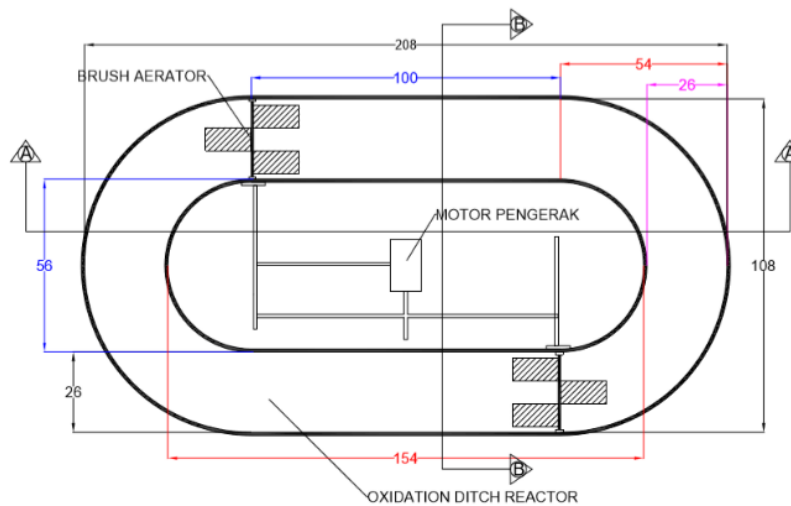 B
208
54
BRUSH AERATOR
100
26
A
A
MOTOR PENGERAK
56
108
26
154
B
OXIDATION DITCH REACTOR